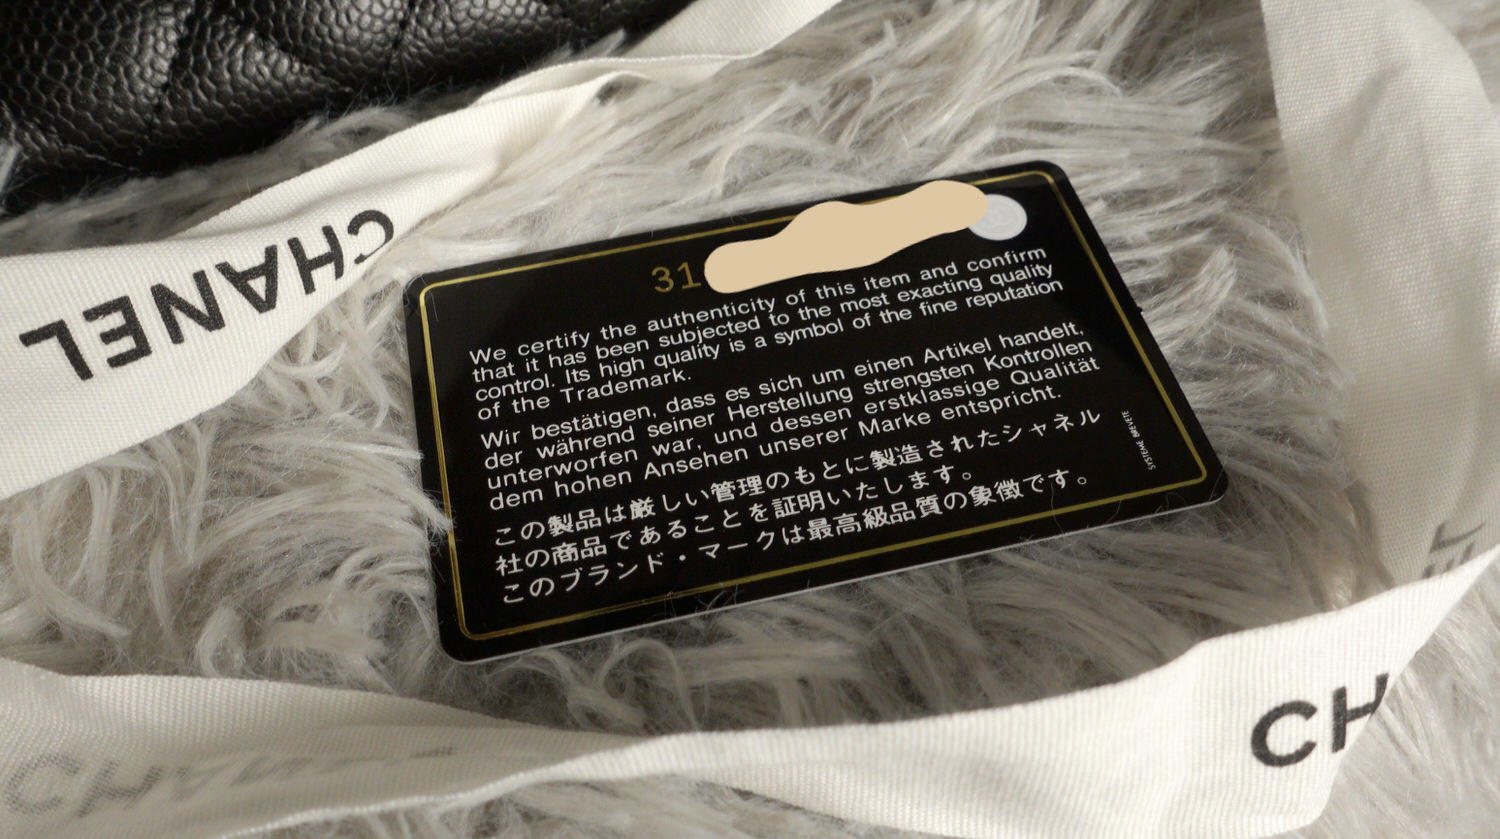 CHANEL
31
We certify the authenticity of this item and confirm
that it has been subjected to the most exacting quality
control. Its high quality is a symbol of the fine reputation
of the Trademark.
Wir bestätigen, dass es sich um einen Artikel handelt,
der während seiner Herstellung strengsten Kontrollen
unterworfen war, und dessen erstklassige Qualität
dem hohen Ansehen unserer Marke entspricht.
この製品は厳しい管理のもとに製造されたシャネル
社の商品であることを証明いたします。
このブランド・マークは最高級品質の象徴です。
SYSTEME BREVETE
CH
CH